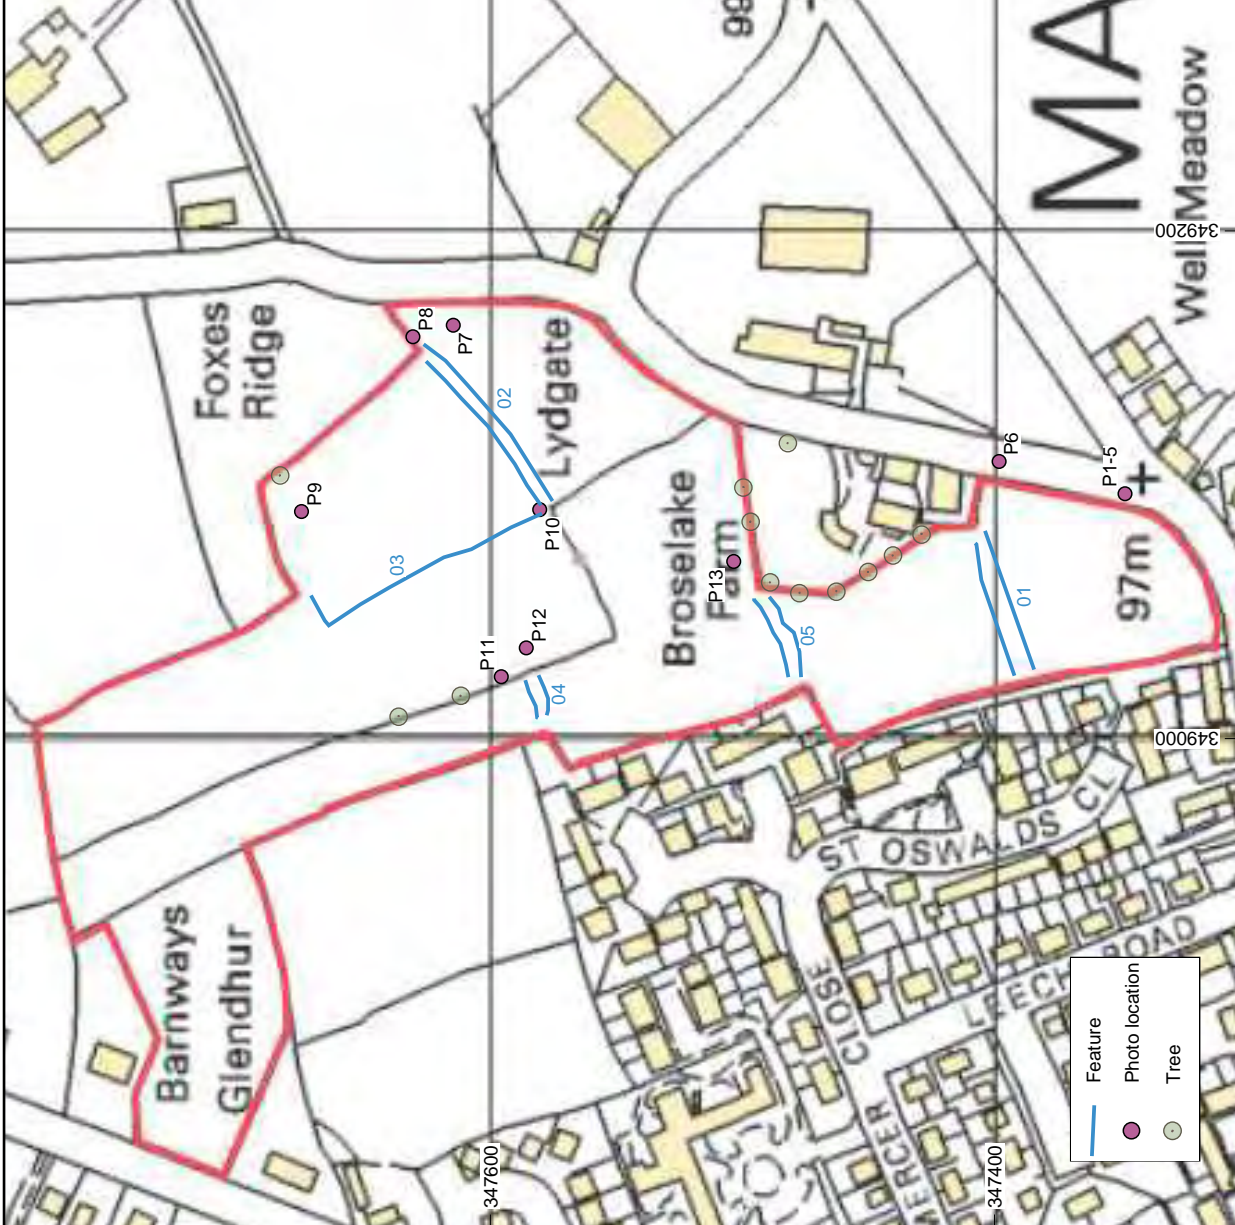 Foxes
Ridge
P8
P7
02
Lydgate
P9
03
P10
P12
P11
04
Broselake
Farm
P13
05
P6
P1-5
01
97m
MA
Well Meadow
349200
349000
Barnways
Glendhur
ST OSWALDS CL
CLOSE
MERCER
LEECH ROAD
347600
347400
Feature
Photo location
Tree